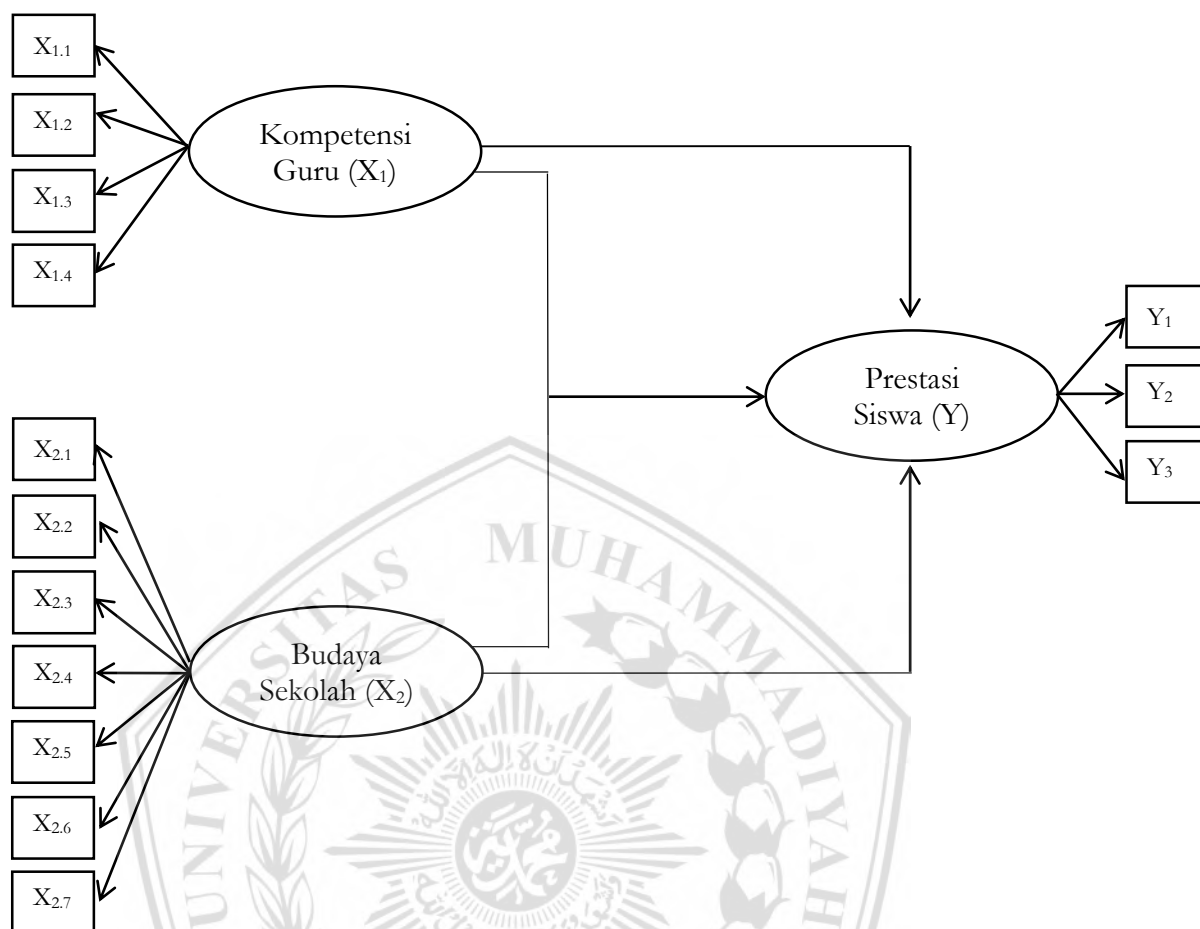 X1.1
X1.2
X1.3
X1.4
Kompetensi
Guru (X1)
Prestasi
Siswa (Y)
Y1
Y2
Y3
X2.1
X2.2
X2.3
X2.4
X2.5
X2.6
X2.7
Budaya
Sekolah (X2)
UNIVERSITAS MUHAMMADIYAH